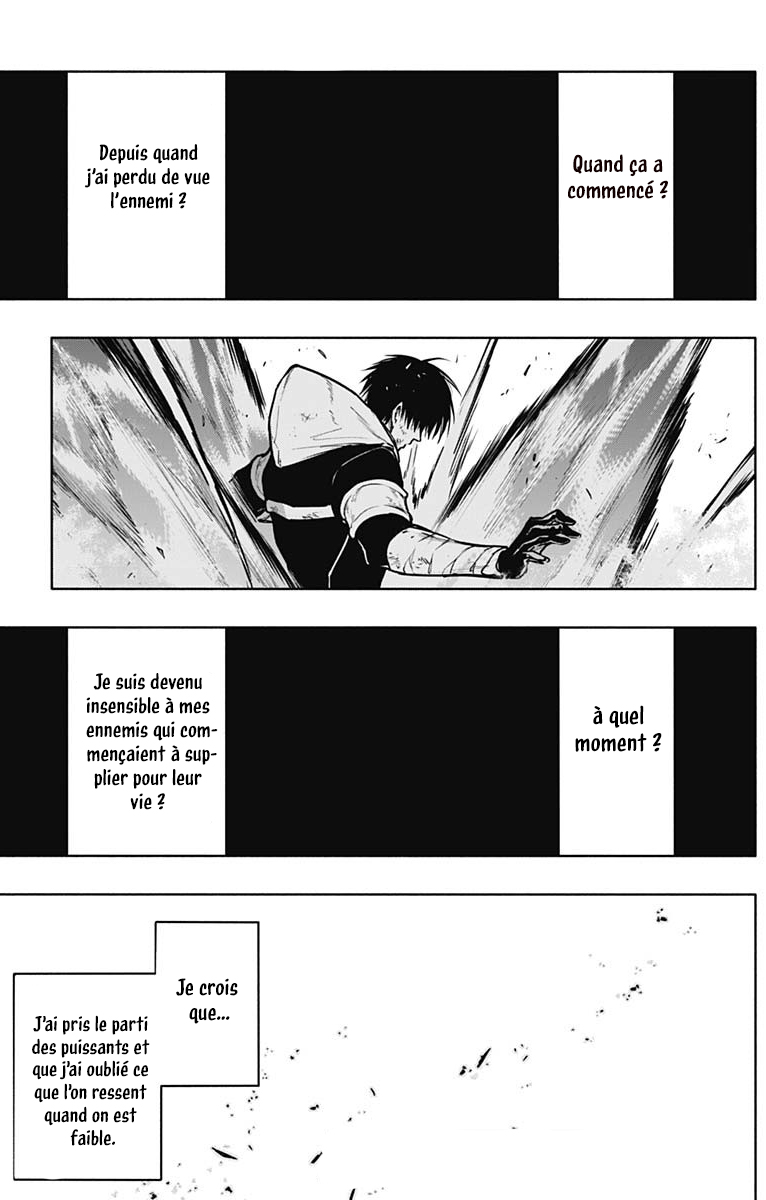 Quand ça a
commencé ?
Depuis quand
j'ai perdu de vue
l'ennemi ?
à quel
moment ?
Je suis devenu
insensible à mes
ennemis qui com-
mençaient à sup-
plier pour leur
vie ?
Je crois
que...
J'ai pris le parti
des puissants et
que j'ai oublié ce
que l'on ressent
quand on est
faible.